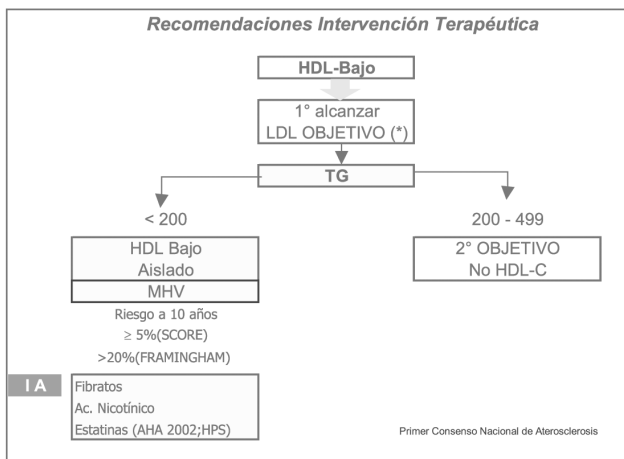 Recomendaciones Intervención Terapéutica
HDL-Bajo
1° alcanzar
LDL OBJETIVO (*)
TG
< 200
HDL Bajo
Aislado
MHV
Riesgo a 10 años
≥ 5%(SCORE)
>20%(FRAMINGHAM)
I A
Fibratos
Ac. Nicotínico
Estatinas (AHA 2002;HPS)
200 - 499
2° OBJETIVO
No HDL-C
Primer Consenso Nacional de Aterosclerosis